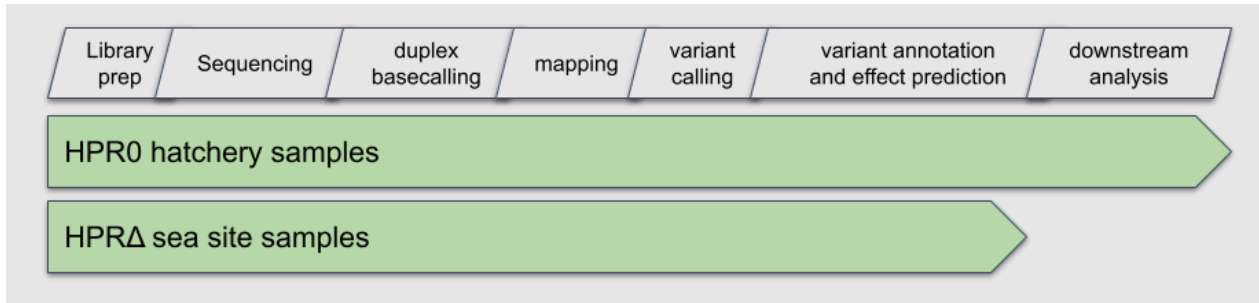 Library
prep
Sequencing
duplex
basecalling
mapping
variant
calling
variant annotation
and effect prediction
downstream
analysis
HPR0 hatchery samples
HPRΔ sea site samples